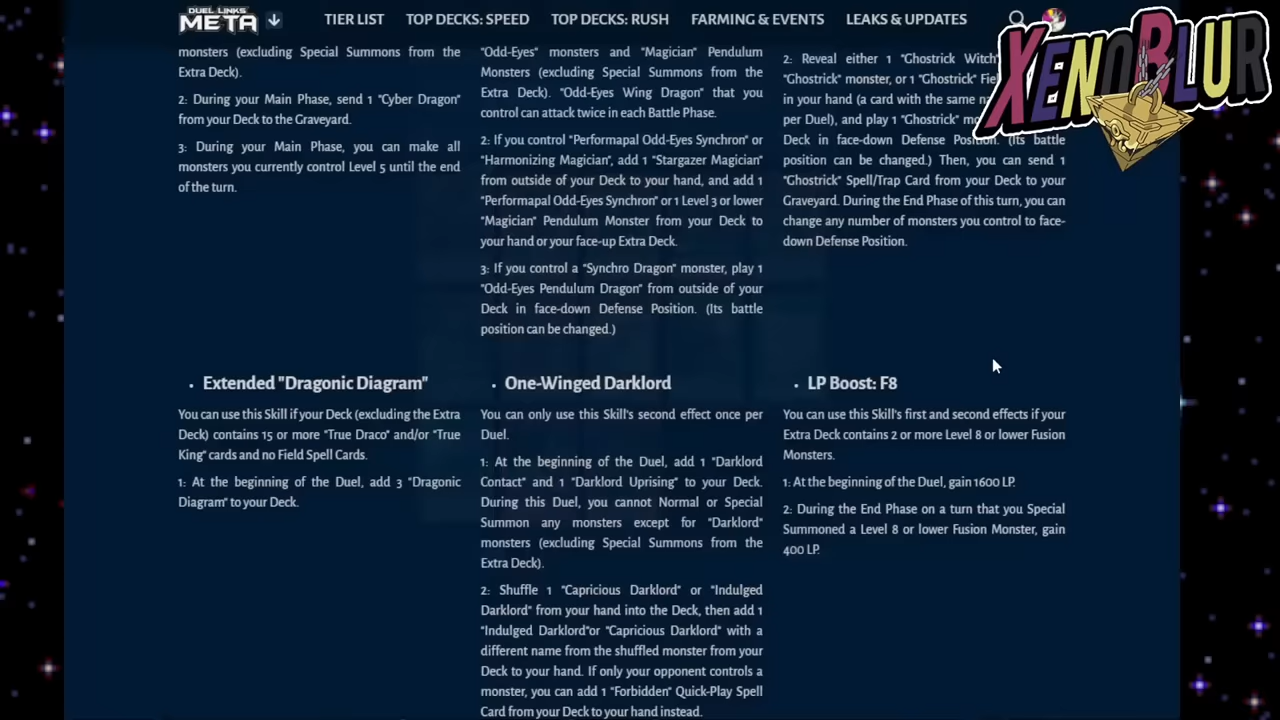 DUEL LINKS
META
TIER LIST
TOP DECKS: SPEED
TOP DECKS: RUSH
FARMING & EVENTS
LEAKS & UPDATES
XENOBLUR
monsters (excluding Special Summons from the
Extra Deck).
2: During your Main Phase, send 1 "Cyber Dragon"
from your Deck to the Graveyard.
3: During your Main Phase, you can make all
monsters you currently control Level 5 until the end
of the turn.
"Odd-Eyes" monsters and "Magician" Pendulum
Monsters (excluding Special Summons from the
Extra Deck). "Odd-Eyes Wing Dragon" that you
control can attack twice in each Battle Phase.
2: If you control "Performapal Odd-Eyes Synchron" or
"Harmonizing Magician", add 1 "Stargazer Magician"
from outside of your Deck to your hand, and add 1
"Performapal Odd-Eyes Synchron" or 1 Level 3 or lower
"Magician" Pendulum Monster from your Deck to
your hand or your face-up Extra Deck.
3: If you control a "Synchro Dragon" monster, play 1
"Odd-Eyes Pendulum Dragon" from outside of your
Deck in face-down Defense Position. (Its battle
position can be changed.)
2: Reveal either 1 "Ghostrick Witch"
"Ghostrick" monster, or 1 "Ghostrick"
in your hand (a card with the same
per Duel), and play 1 "Ghostrick"
Deck in face-down Defense Position. (Its battle
position can be changed.) Then, you can send 1
"Ghostrick" Spell/Trap Card from your Deck to your
Graveyard. During the End Phase of this turn, you can
change any number of monsters you control to face-
down Defense Position.
• Extended "Dragonic Diagram"
You can use this Skill if your Deck (excluding the Extra
Deck) contains 15 or more "True Draco" and/or "True
King" cards and no Field Spell Cards.
1: At the beginning of the Duel, add 3 "Dragonic
Diagram" to your Deck.
• One-Winged Darklord
You can only use this Skill's second effect once per
Duel.
1: At the beginning of the Duel, add 1 "Darklord
Contact" and 1 "Darklord Uprising" to your Deck.
During this Duel, you cannot Normal or Special
Summon any monsters except for "Darklord"
monsters (excluding Special Summons from the
Extra Deck).
2: Shuffle 1 "Capricious Darklord" or "Indulged
Darklord" from your hand into the Deck, then add 1
"Indulged Darklord"or "Capricious Darklord" with a
different name from the shuffled monster from your
Deck to your hand. If only your opponent controls a
monster, you can add 1 "Forbidden" Quick-Play Spell
Card from your Deck to your hand instead.
• LP Boost: F8
You can use this Skill's first and second effects if your
Extra Deck contains 2 or more Level 8 or lower Fusion
Monsters.
1: At the beginning of the Duel, gain 1600 LP.
2: During the End Phase on a turn that you Special
Summoned a Level 8 or lower Fusion Monster, gain
400 LP.